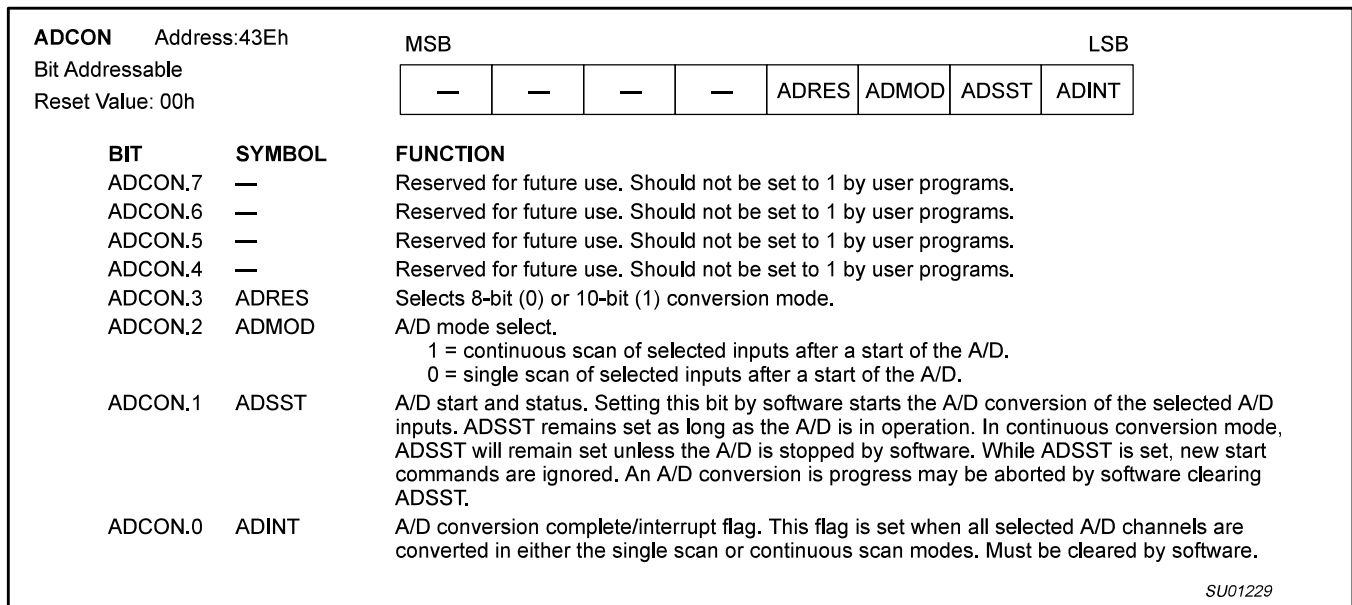 ADCON Address:43Eh
Bit Addressable
Reset Value: 00h
MSB LSB
— — — — ADRES ADMOD ADSST ADINT
BIT SYMBOL FUNCTION
ADCON.7 — Reserved for future use. Should not be set to 1 by user programs.
ADCON.6 — Reserved for future use. Should not be set to 1 by user programs.
ADCON.5 — Reserved for future use. Should not be set to 1 by user programs.
ADCON.4 — Reserved for future use. Should not be set to 1 by user programs.
ADCON.3 ADRES Selects 8-bit (0) or 10-bit (1) conversion mode.
ADCON.2 ADMOD A/D mode select.
1 = continuous scan of selected inputs after a start of the A/D.
0 = single scan of selected inputs after a start of the A/D.
ADCON.1 ADSST A/D start and status. Setting this bit by software starts the A/D conversion of the selected A/D
inputs. ADSST remains set as long as the A/D is in operation. In continuous conversion mode,
ADSST will remain set unless the A/D is stopped by software. While ADSST is set, new start
commands are ignored. An A/D conversion is progress may be aborted by software clearing
ADSST.
ADCON.0 ADINT A/D conversion complete/interrupt flag. This flag is set when all selected A/D channels are
converted in either the single scan or continuous scan modes. Must be cleared by software.
SU01229